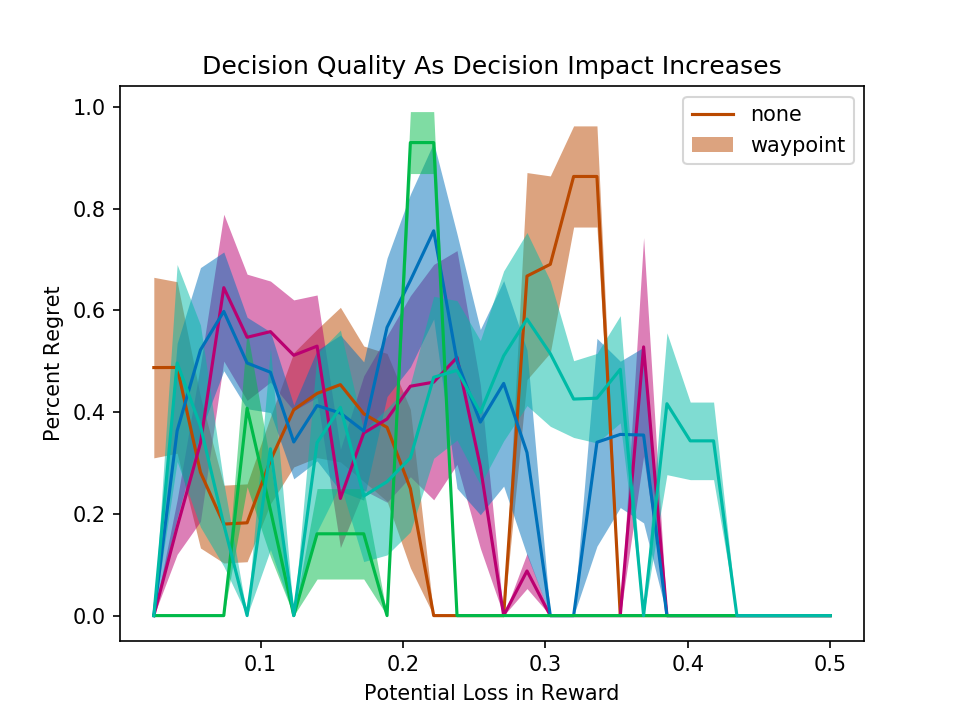 Decision Quality As Decision Impact Increases
none
waypoint
Percent Regret
1.0
0.8
0.6
0.4
0.2
0.0
0.1
0.2
0.3
0.4
0.5
Potential Loss in Reward